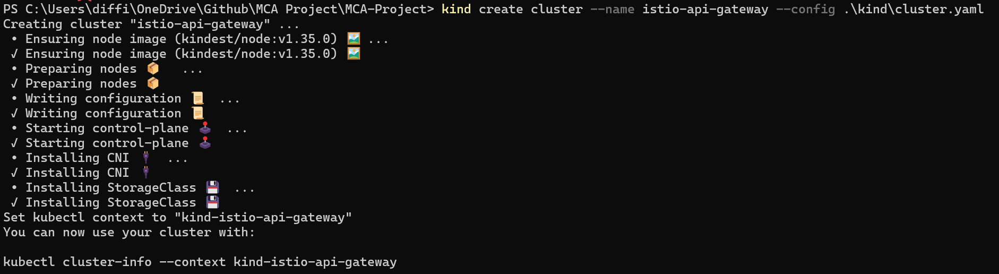 PS C:\Users\diffi\OneDrive\Github\MCA Project\MCA-Project> kind create cluster --name istio-api-gateway --config .\kind\cluster.yaml
Creating cluster "istio-api-gateway" ...
 • Ensuring node image (kindest/node:v1.35.0) 🖼 ...
 ✓ Ensuring node image (kindest/node:v1.35.0) 🖼
 • Preparing nodes 📦  ...
 ✓ Preparing nodes 📦
 • Writing configuration 📜  ...
 ✓ Writing configuration 📜
 • Starting control-plane 🕹️  ...
 ✓ Starting control-plane 🕹️
 • Installing CNI 🔌  ...
 ✓ Installing CNI 🔌
 • Installing StorageClass 💾  ...
 ✓ Installing StorageClass 💾
Set kubectl context to "kind-istio-api-gateway"
You can now use your cluster with:

kubectl cluster-info --context kind-istio-api-gateway